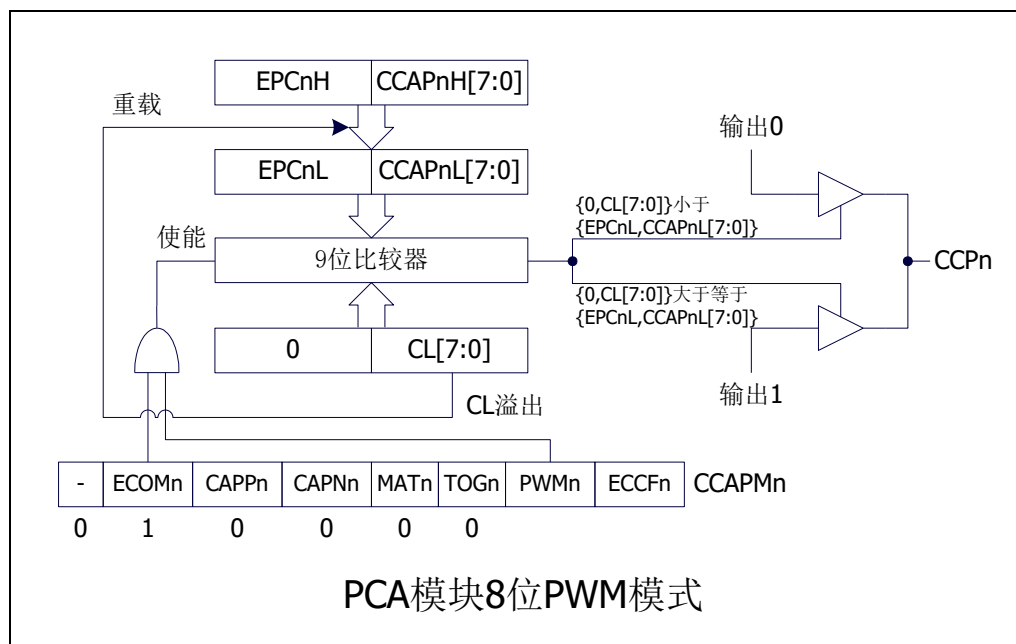 EPCnH CCAPnH[7:0]
重载
输出0
EPCnL CCAPnL[7:0]
{0,CL[7:0]}小于
{EPCnL,CCAPnL[7:0]}
使能
9位比较器
CCPn
{0,CL[7:0]}大于等于
{EPCnL,CCAPnL[7:0]}
0 CL[7:0]
输出1
CL溢出
- ECOMn CAPPn CAPNn MATn TOGn PWMn ECCFn CCAPMn
0 1 0 0 0 0
PCA模块8位PWM模式